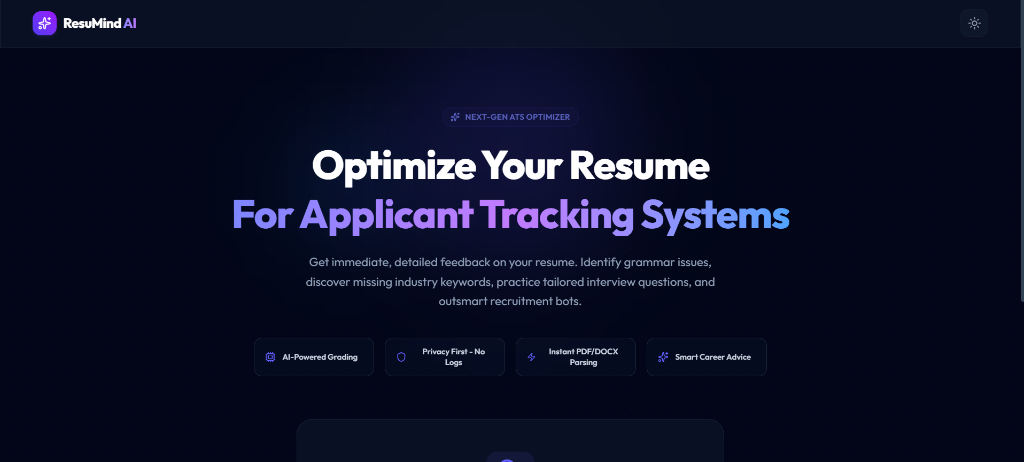 ResuMind AI
NEXT-GEN ATS OPTIMIZER
Optimize Your Resume
For Applicant Tracking Systems
Get immediate, detailed feedback on your resume. Identify grammar issues,
discover missing industry keywords, practice tailored interview questions, and
outsmart recruitment bots.
AI-Powered Grading
Privacy First - No
Logs
Instant PDF/DOCX
Parsing
Smart Career Advice